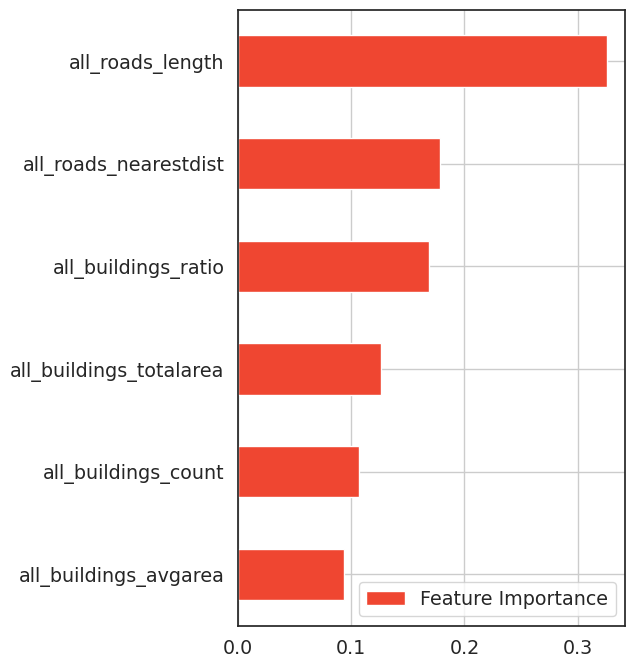 all_roads_length
all_roads_nearestdist
all_buildings_ratio
all_buildings_totalarea
all_buildings_count
all_buildings_avgarea
Feature Importance
0.0 0.1 0.2 0.3